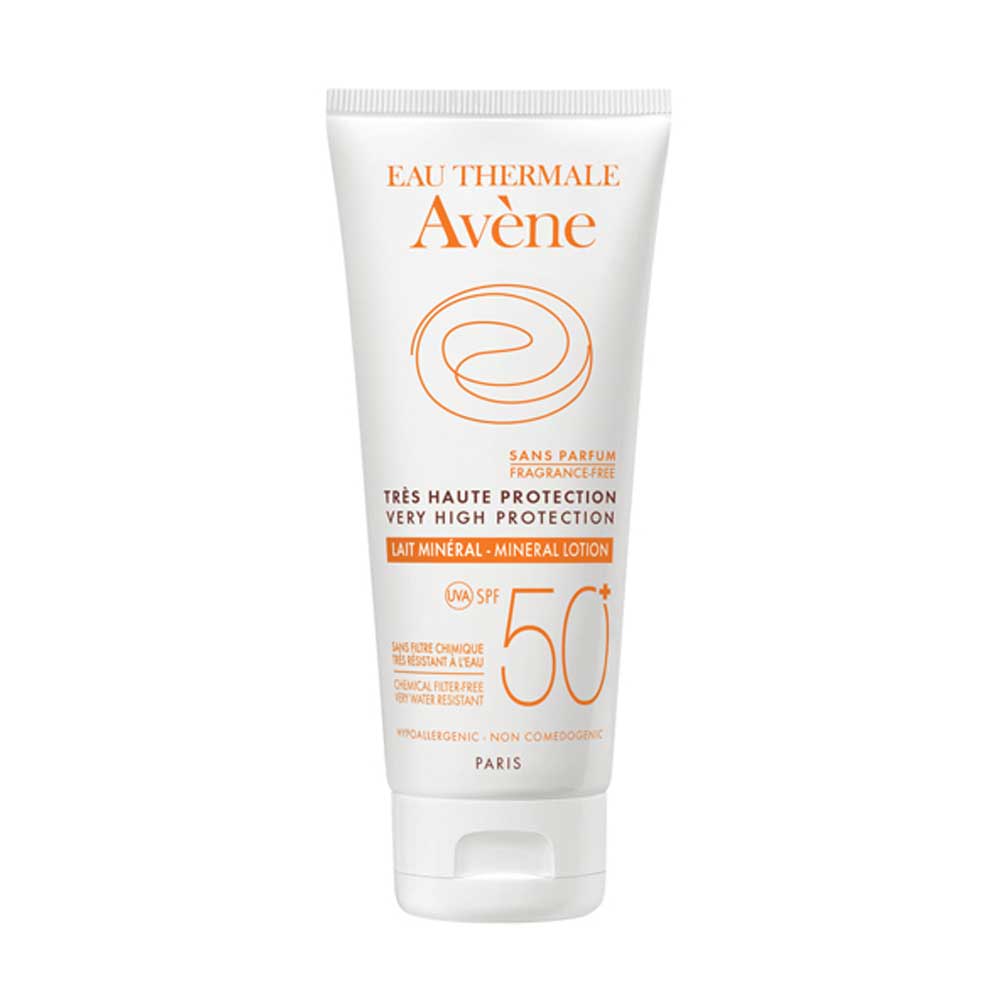 EAU THERMALE
Avène
SANS PARFUM
FRAGRANCE-FREE
TRÈS HAUTE PROTECTION
VERY HIGH PROTECTION
LAIT MINÉRAL - MINERAL LOTION
UVA SPF 50+
SANS FILTRE CHIMIQUE
TRÈS RÉSISTANT À L'EAU
CHEMICAL FILTER-FREE
VERY WATER RESISTANT
HYPOALLERGENIC - NON COMEDOGENIC
PARIS